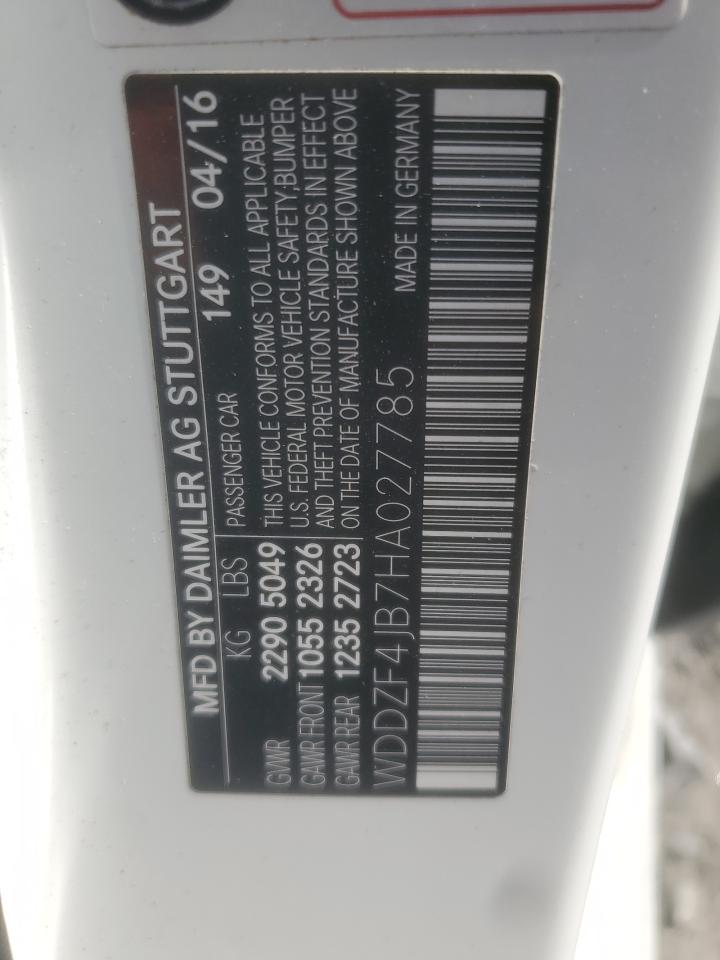 MFD BY DAIMLER AG STUTTGART
149 04/16
KG LBS PASSENGER CAR
GVWR 2290 5049 THIS VEHICLE CONFORMS TO ALL APPLICABLE
GAWR FRONT 1055 2326 U.S. FEDERAL MOTOR VEHICLE SAFETY,BUMPER
GAWR REAR 1235 2723 AND THEFT PREVENTION STANDARDS IN EFFECT
ON THE DATE OF MANUFACTURE SHOWN ABOVE
WDDZF4JB7HA027785 MADE IN GERMANY